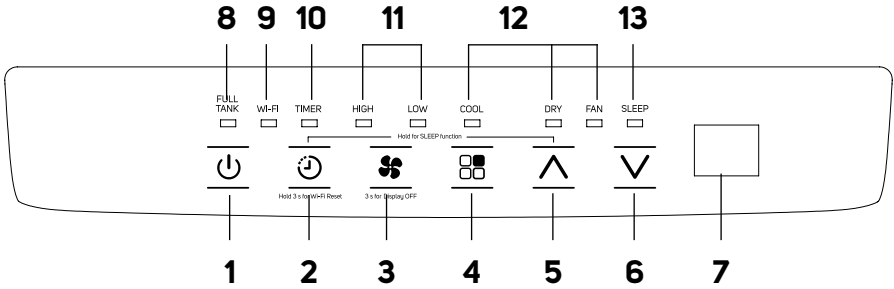 8 9 10 11 12 13
FULL TANK WI-FI TIMER HIGH LOW COOL DRY FAN SLEEP
Hold for SLEEP function
Hold 3 s for Wi-Fi Reset 3 s for Display OFF
1 2 3 4 5 6 7